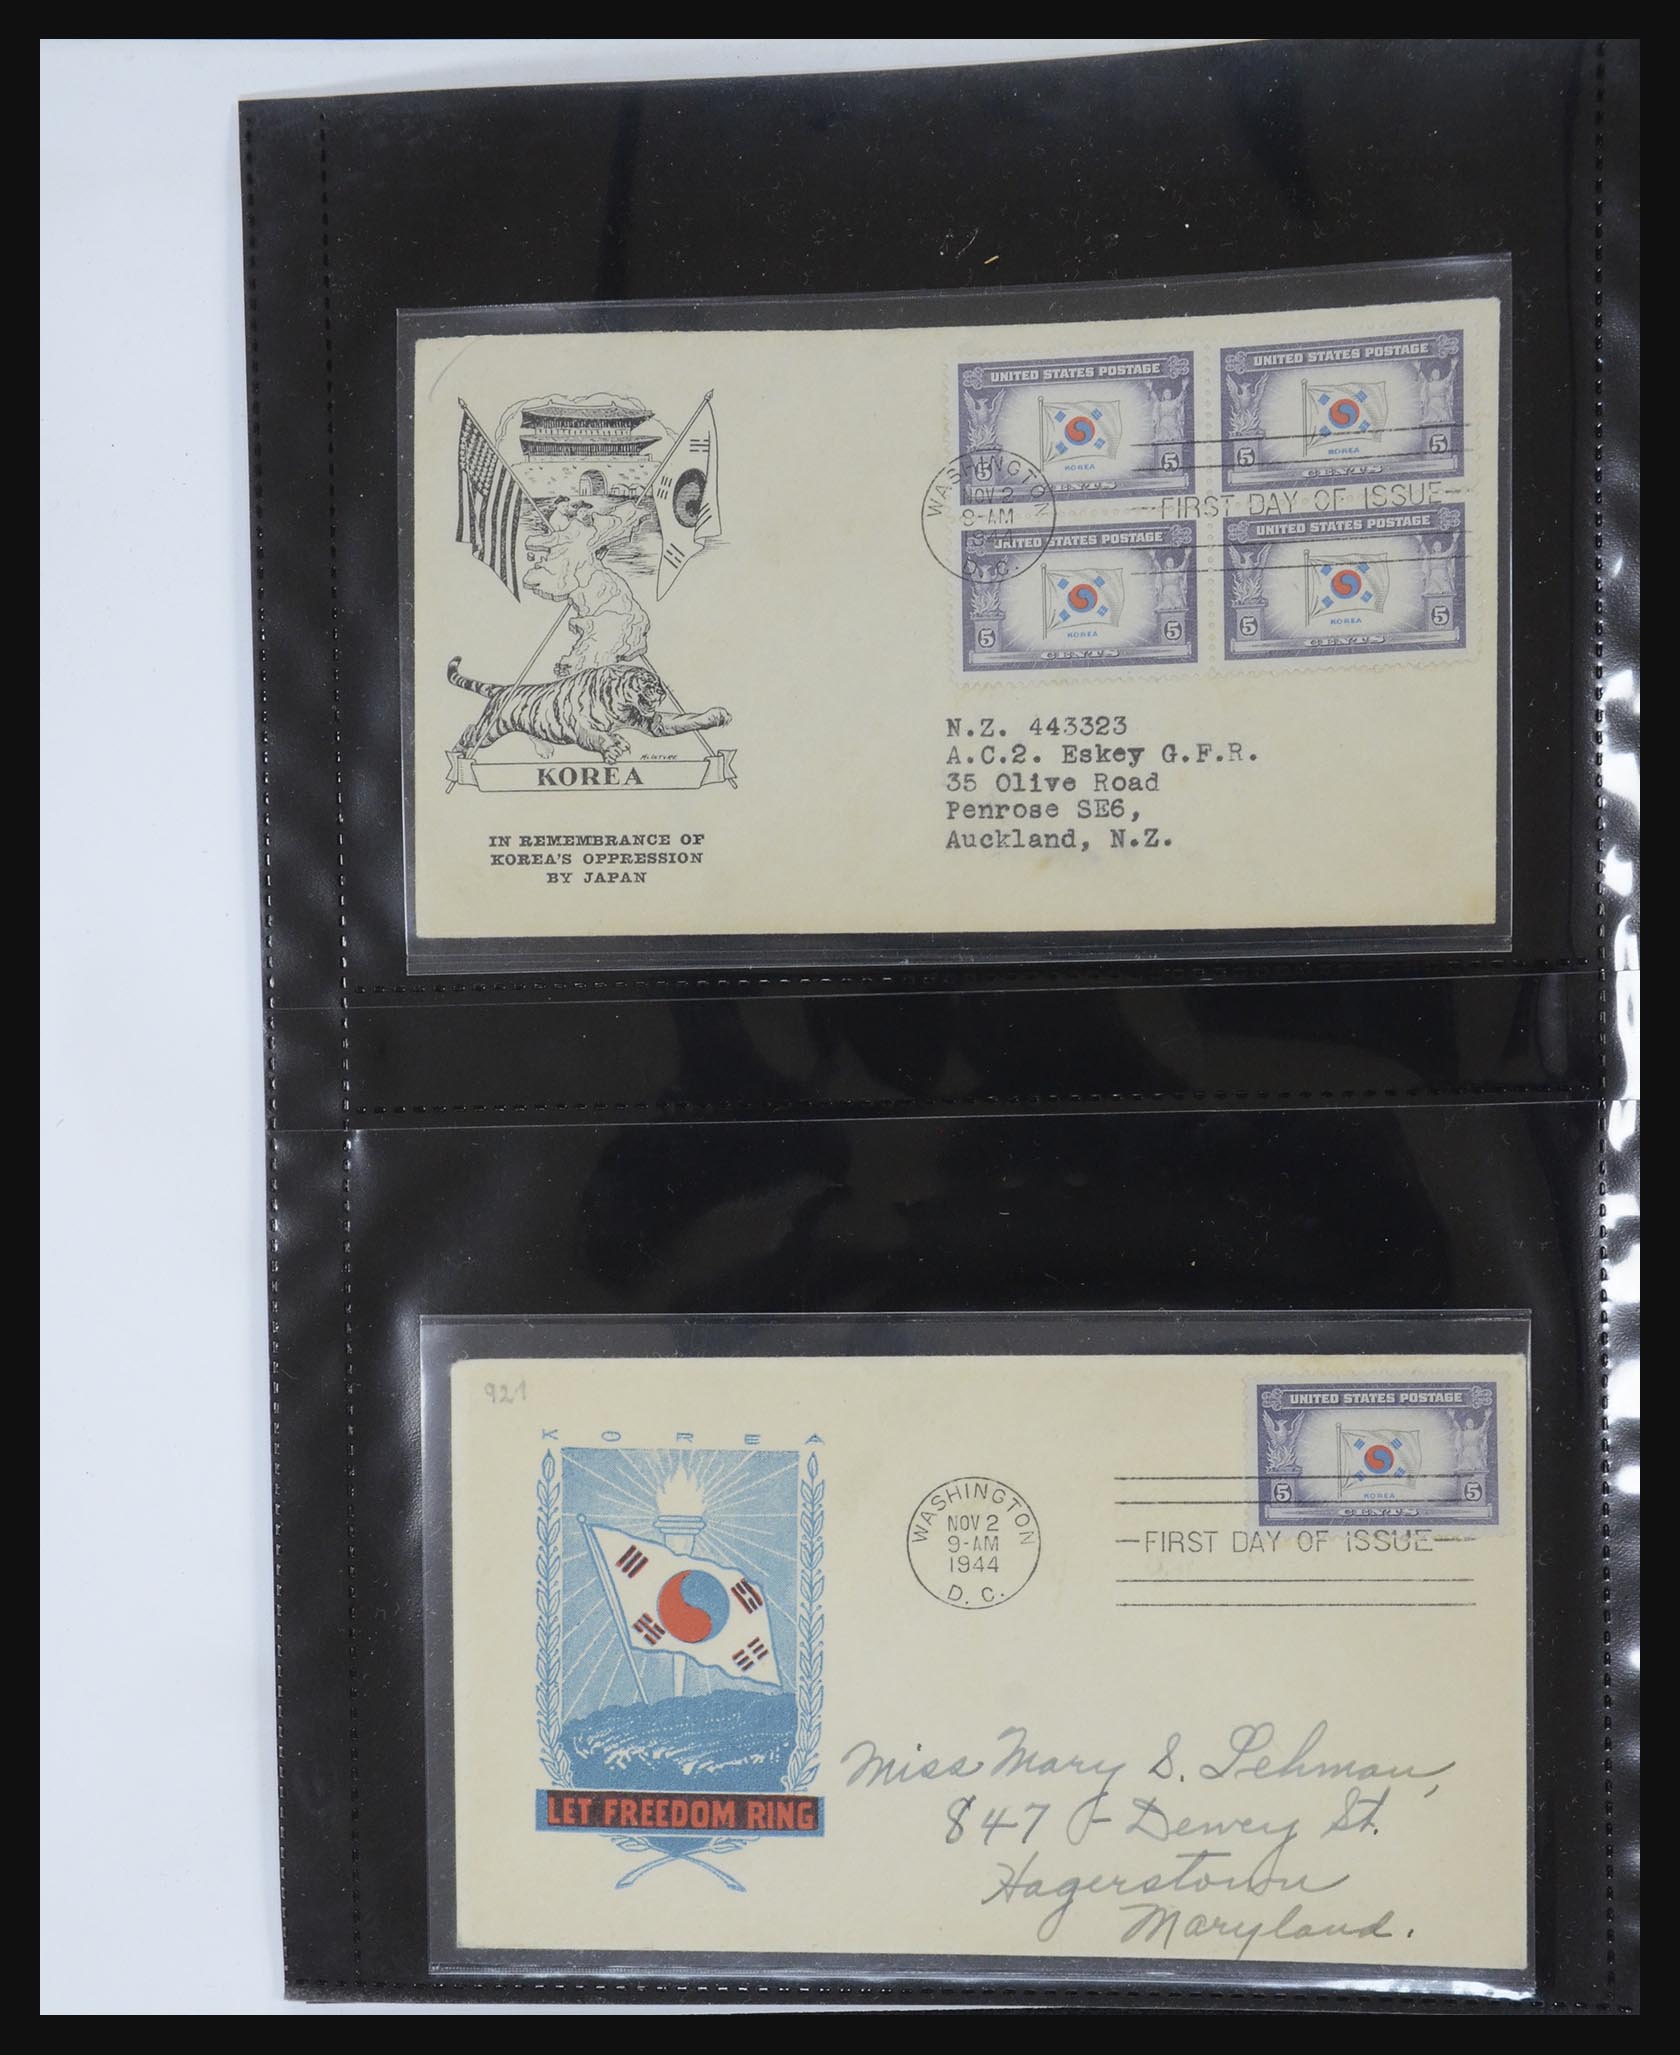 UNITED STATES POSTAGE
KOREA
5 5
CENTS
UNITED STATES POSTAGE
KOREA
5 5
CENTS
WASHINGTON
NOV 2
9-AM
1944
D. C.
FIRST DAY OF ISSUE
UNITED STATES POSTAGE
KOREA
5 5
CENTS
UNITED STATES POSTAGE
KOREA
5 5
CENTS
McINTYRE
KOREA
IN REMEMBRANCE OF
KOREA'S OPPRESSION
BY JAPAN
N.Z. 443323
A.C.2. Eskey G.F.R.
35 Olive Road
Penrose SE6,
Auckland, N.Z.
921
KOREA
LET FREEDOM RING
UNITED STATES POSTAGE
KOREA
5 5
CENTS
WASHINGTON
NOV 2
9-AM
1944
D. C.
FIRST DAY OF ISSUE
Miss Mary S. Lehman,
847 Dewey St.
Hagerstown
Maryland.